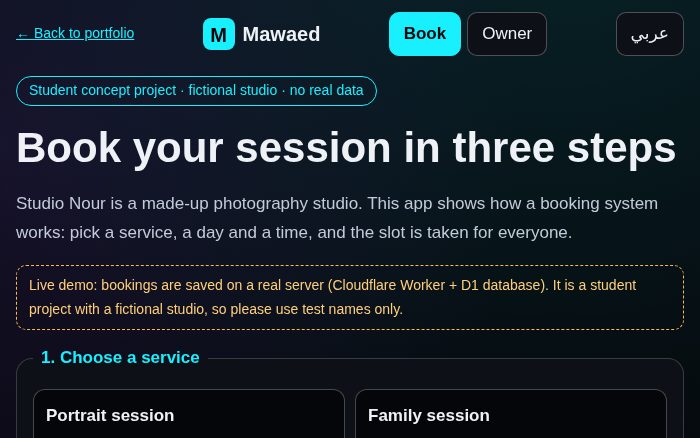 ← Back to portfolio
M Mawaed
Book
Owner
عربي
Student concept project · fictional studio · no real data
Book your session in three steps
Studio Nour is a made-up photography studio. This app shows how a booking system
works: pick a service, a day and a time, and the slot is taken for everyone.
Live demo: bookings are saved on a real server (Cloudflare Worker + D1 database). It is a student
project with a fictional studio, so please use test names only.
1. Choose a service
Portrait session
Family session